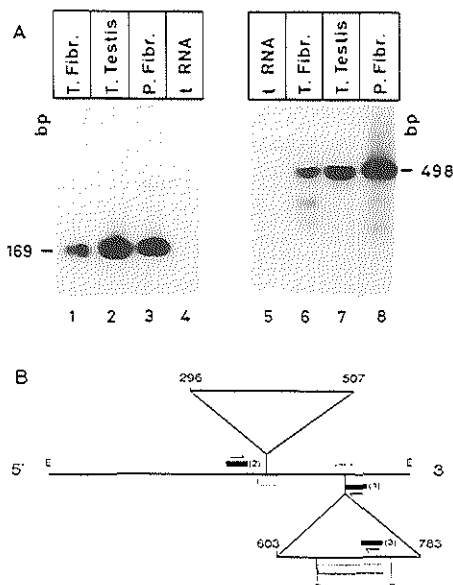 A
T. Fibr.
T. Testis
P. Fibr.
t RNA
t RNA
T. Fibr.
T. Testis
P. Fibr.
bp
bp
169
498
1 2 3 4
5 6 7 8
B
296 507
5' E (2) E 3
603 (3) 783